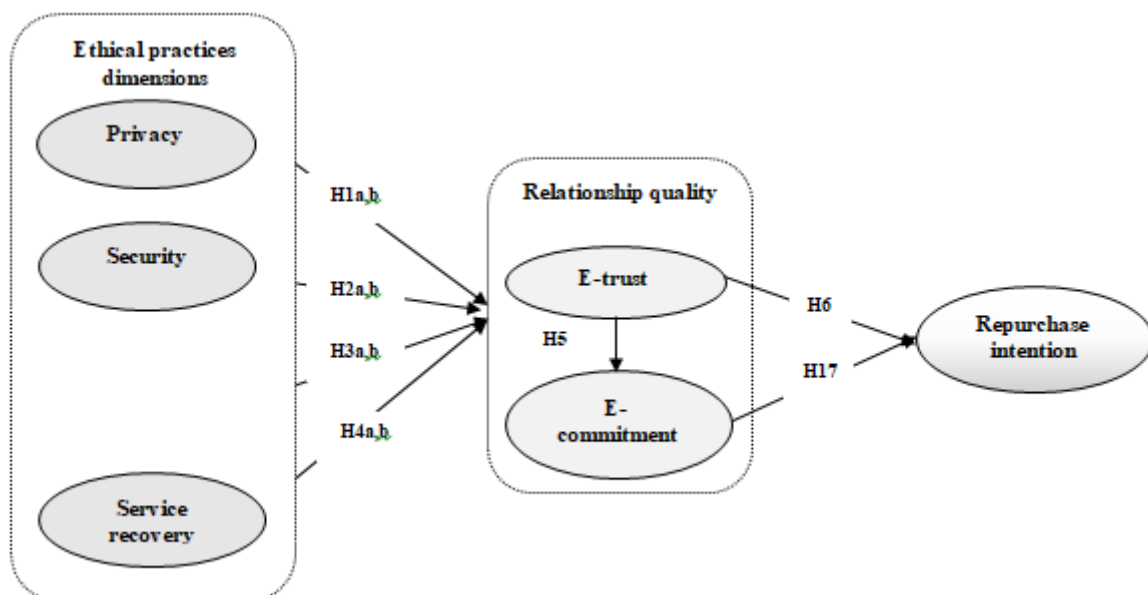 Ethical practices
dimensions
Privacy
Security
Service
recovery
H1a,b
H2a,b
H3a,b
H4a,b
Relationship quality
E-trust
H5
E-
commitment
H6
H17
Repurchase
intention